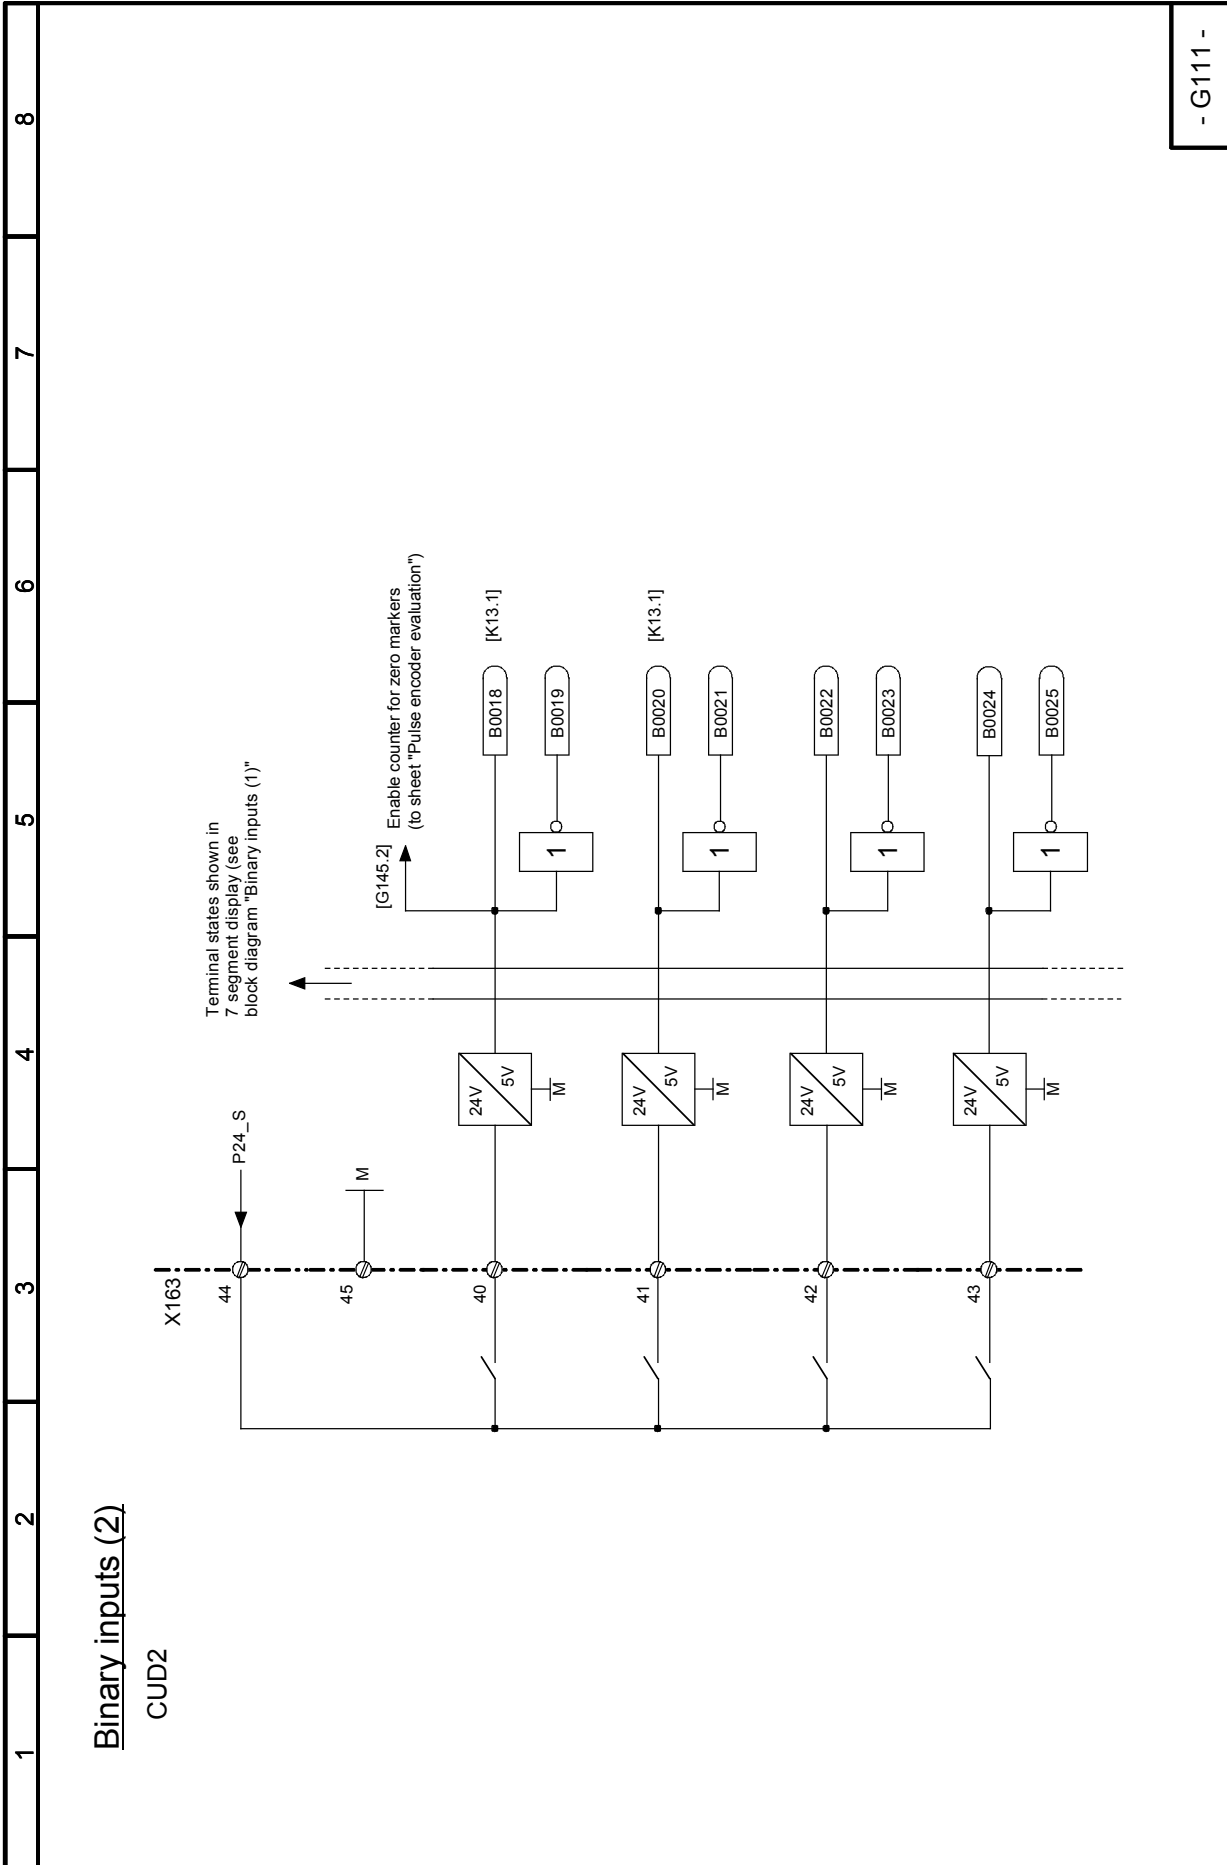 1
2
3
4
5
6
7
8
Binary inputs (2)
CUD2
X163
44
P24_S
45
M
Terminal states shown in
7 segment display (see
block diagram "Binary inputs (1)"
[G145.2]
Enable counter for zero markers
(to sheet "Pulse encoder evaluation")
40
24V
5V
M
B0018
[K13.1]
1
B0019
41
24V
5V
M
B0020
[K13.1]
1
B0021
42
24V
5V
M
B0022
1
B0023
43
24V
5V
M
B0024
1
B0025
- G111 -